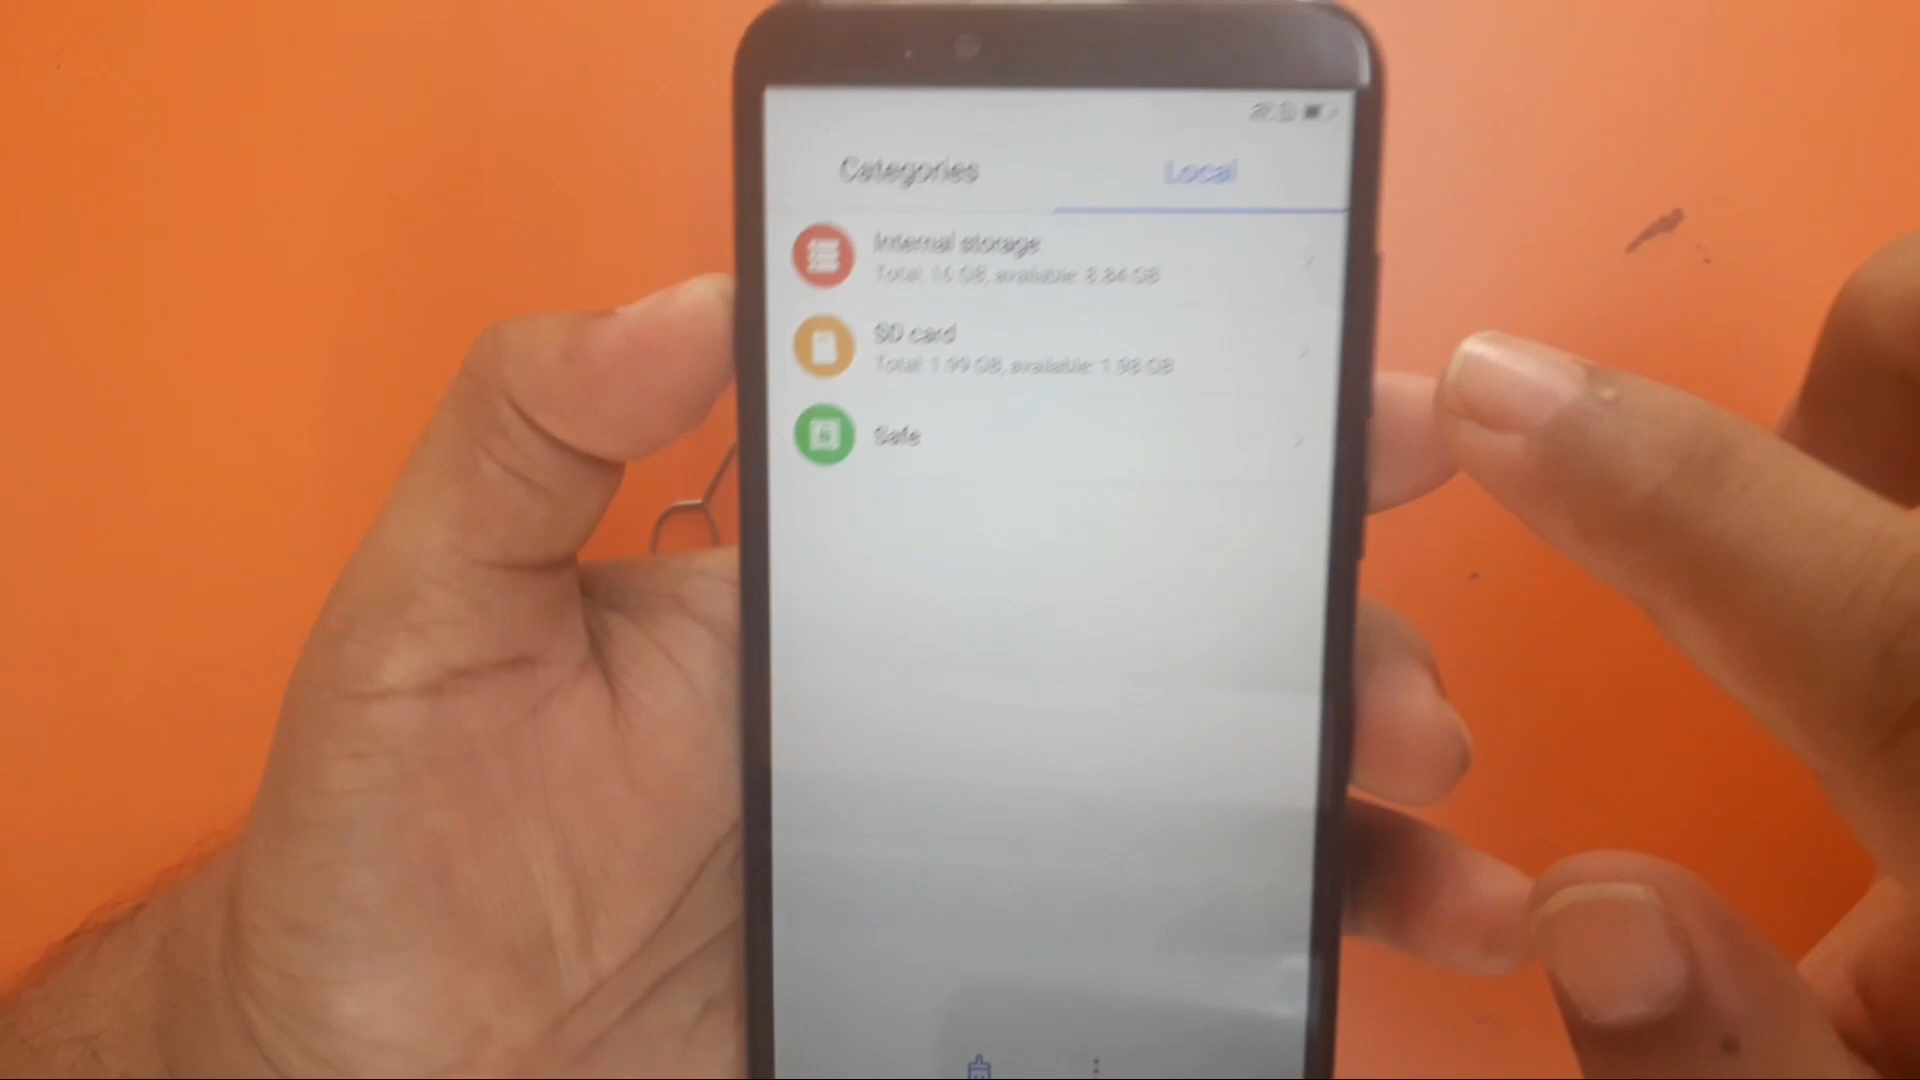 Categories
Local
Internal storage
Total: 16 GB, available: 8.84 GB
SD card
Total: 1.99 GB, available: 1.98 GB
Safe